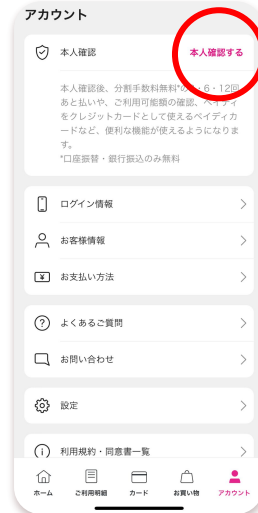 アカウント
本人確認
本人確認する
本人確認後、分割手数料無料*の3・6・12回
あと払いや、ご利用可能額の確認、ペイディ
をクレジットカードとして使えるペイディカ
ードなど、便利な機能が使えるようになりま
す。
*口座振替・銀行振込のみ無料
ログイン情報
お客様情報
お支払い方法
よくあるご質問
お問い合わせ
設定
利用規約・同意書一覧
ホーム
ご利用明細
カード
お買い物
アカウント